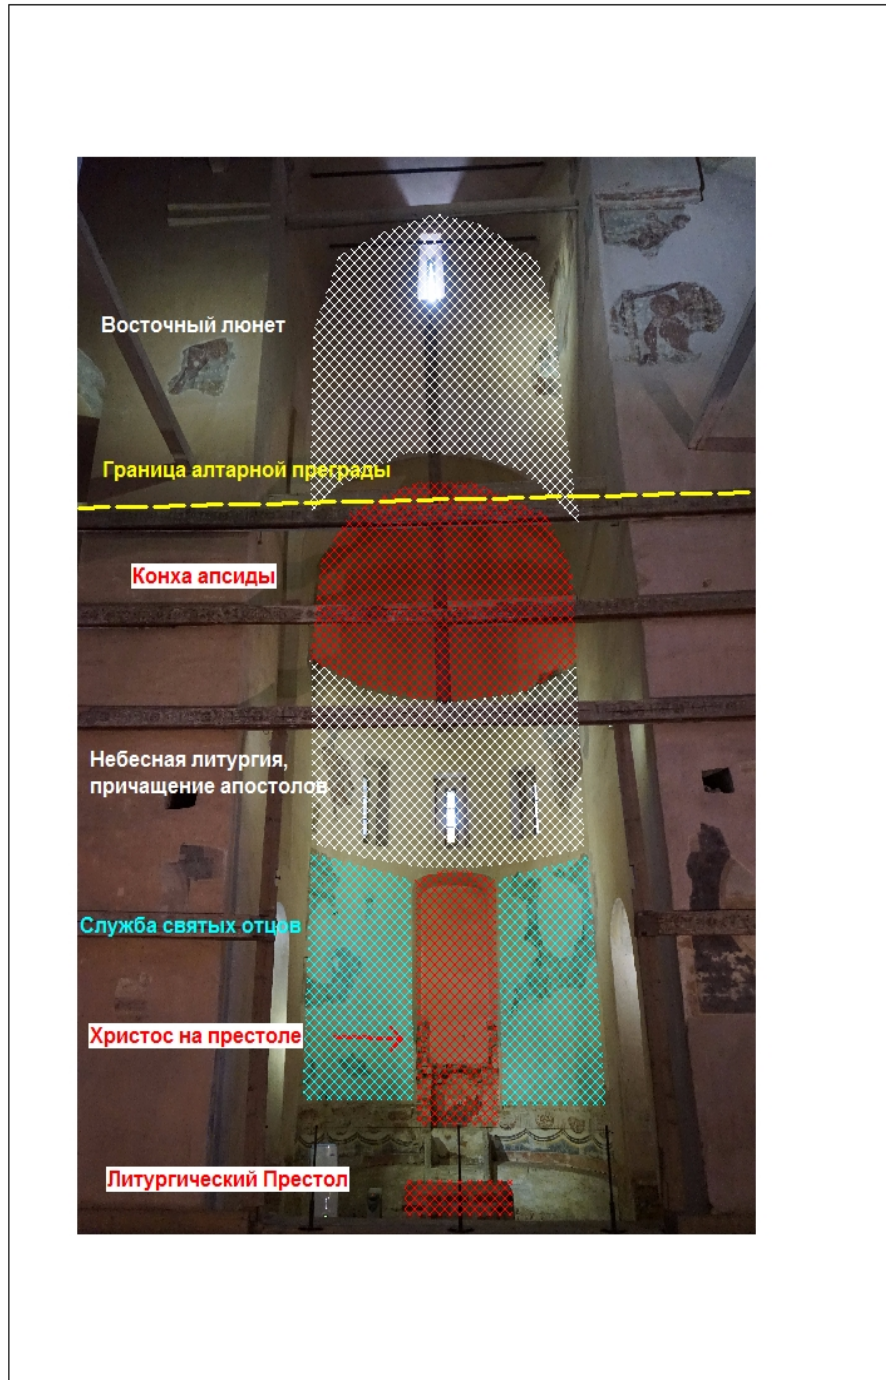 Восточный люнет
Граница алтарной преграды
Конха апсиды
Небесная литургия,
причащение апостолов
Служба святых отцов
Христос на престоле
Литургический Престол